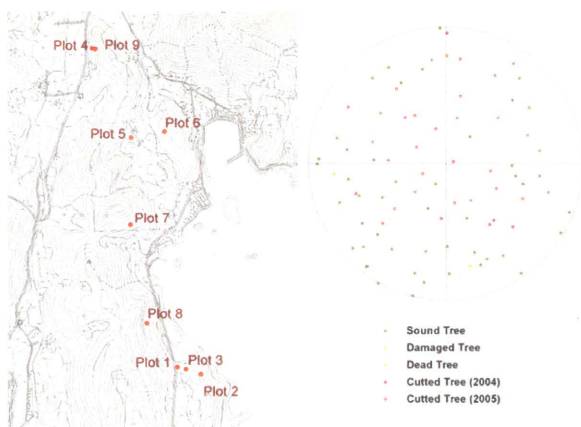 Plot 4
Plot 9
Plot 5
Plot 6
Plot 7
Plot 8
Plot 1
Plot 3
Plot 2
Sound Tree
Damaged Tree
Dead Tree
Cutted Tree (2004)
Cutted Tree (2005)